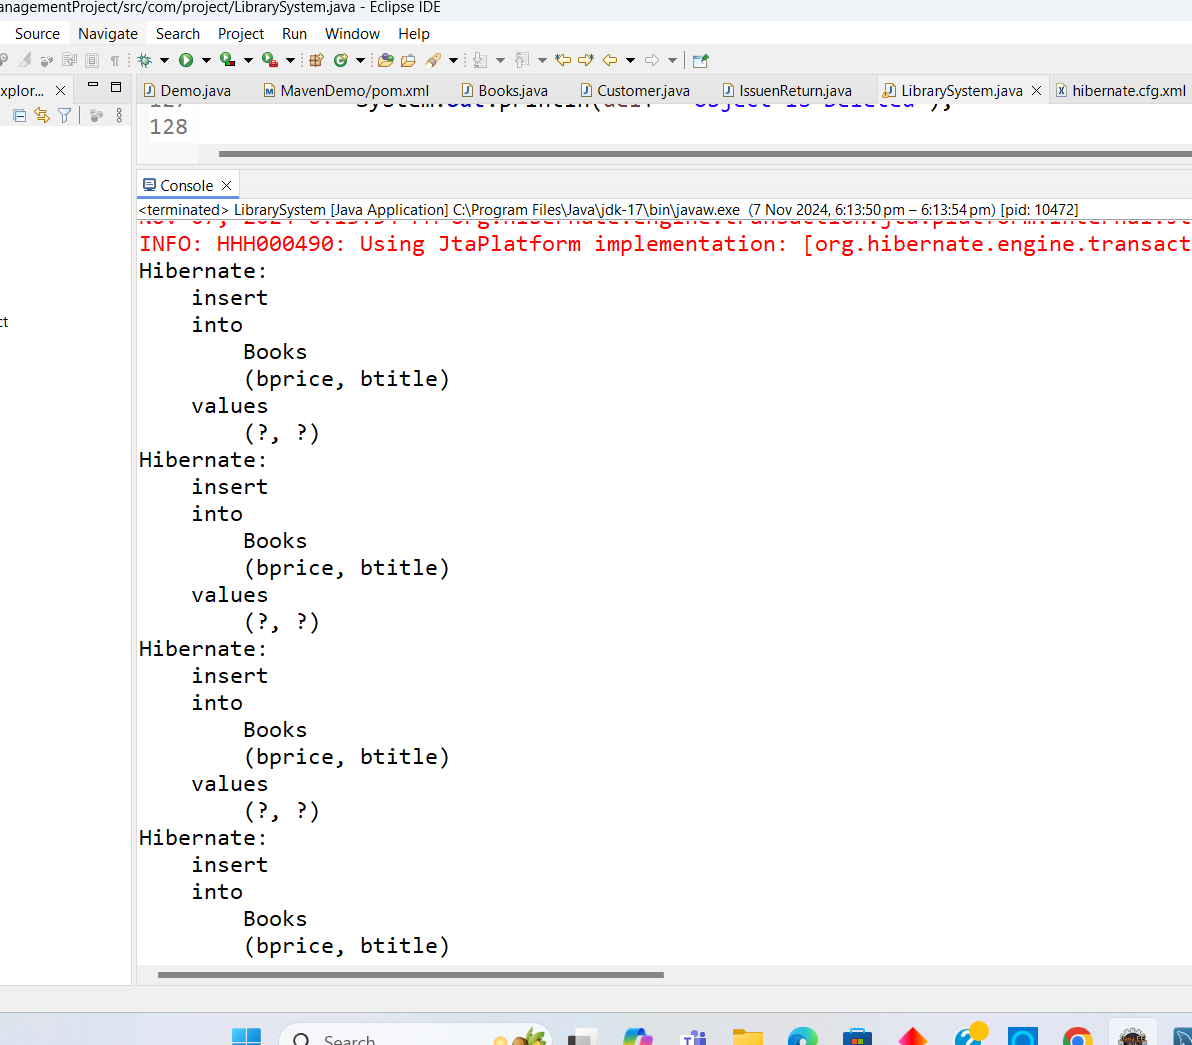 anagementProject/src/com/project/LibrarySystem.java - Eclipse IDE
Source Navigate Search Project Run Window Help
xplor...
Demo.java MavenDemo/pom.xml Books.java Customer.java IssuenReturn.java LibrarySystem.java hibernate.cfg.xml
128
Console
<terminated> LibrarySystem [Java Application] C:\Program Files\Java\jdk-17\bin\javaw.exe (7 Nov 2024, 6:13:50 pm – 6:13:54 pm) [pid: 10472]
INFO: HHH000490: Using JtaPlatform implementation: [org.hibernate.engine.transact
Hibernate:
insert
into
ct
Books
(bprice, btitle)
values
(?, ?)
Hibernate:
insert
into
Books
(bprice, btitle)
values
(?, ?)
Hibernate:
insert
into
Books
(bprice, btitle)
values
(?, ?)
Hibernate:
insert
into
Books
(bprice, btitle)
Search